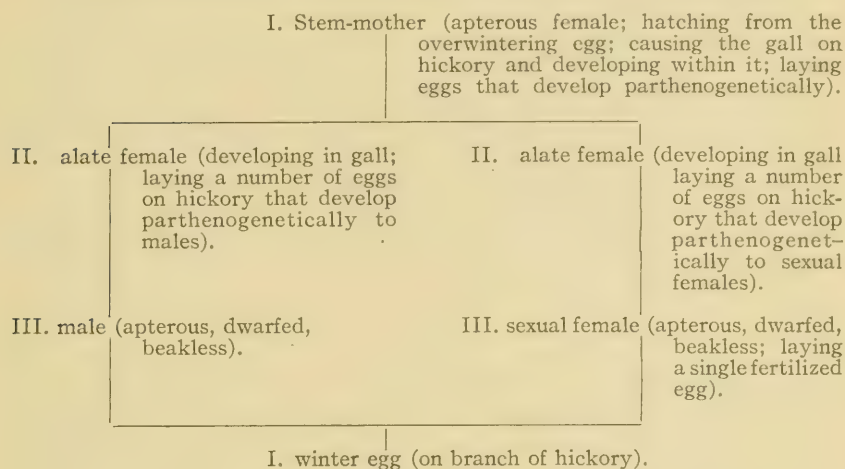 I. Stem-mother (apterous female; hatching from the
overwintering egg; causing the gall on
hickory and developing within it; laying
eggs that develop parthenogenetically).
II. alate female (developing in gall;
laying a number of eggs
on hickory that develop
parthenogenetically to
males).
II. alate female (developing in gall
laying a number
of eggs on hick-
ory that develop
parthenogenet-
ically to sexual
females).
III. male (apterous, dwarfed,
beakless).
III. sexual female (apterous, dwarfed,
beakless; laying
a single fertilized
egg).
I. winter egg (on branch of hickory).